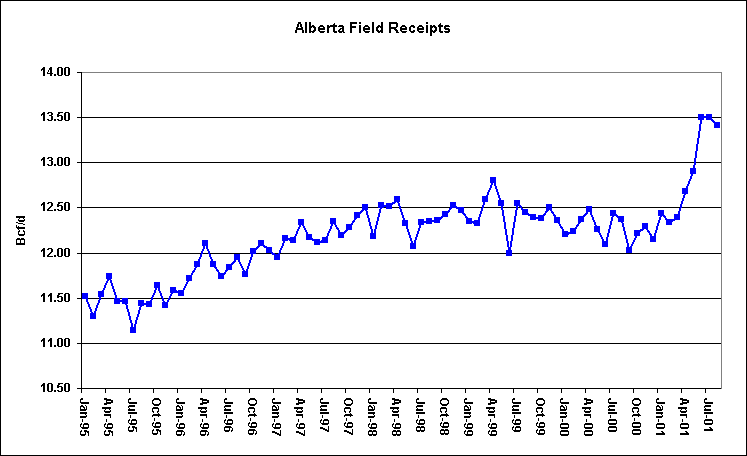 Alberta Field Receipts
14.00
13.50
13.00
12.50
12.00
11.50
11.00
10.50
Bcf/d
Jan-95
Apr-95
Jul-95
Oct-95
Jan-96
Apr-96
Jul-96
Oct-96
Jan-97
Apr-97
Jul-97
Oct-97
Jan-98
Apr-98
Jul-98
Oct-98
Jan-99
Apr-99
Jul-99
Oct-99
Jan-00
Apr-00
Jul-00
Oct-00
Jan-01
Apr-01
Jul-01